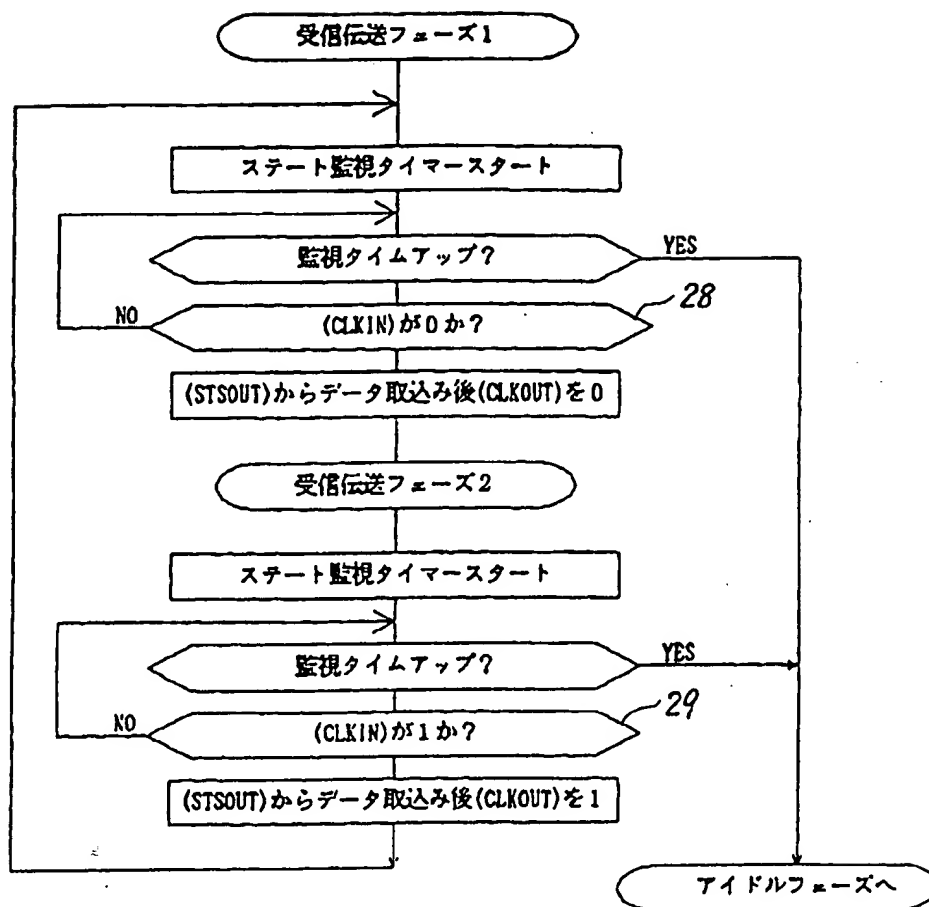 受信伝送フェーズ1
ステート監視タイマースタート
監視タイムアップ?
YES
28
NO
(CLKIN)が0か?
(STSOUT)からデータ取込み後(CLKOUT)を0
受信伝送フェーズ2
ステート監視タイマースタート
監視タイムアップ?
YES
29
NO
(CLKIN)が1か?
(STSOUT)からデータ取込み後(CLKOUT)を1
アイドルフェーズへ